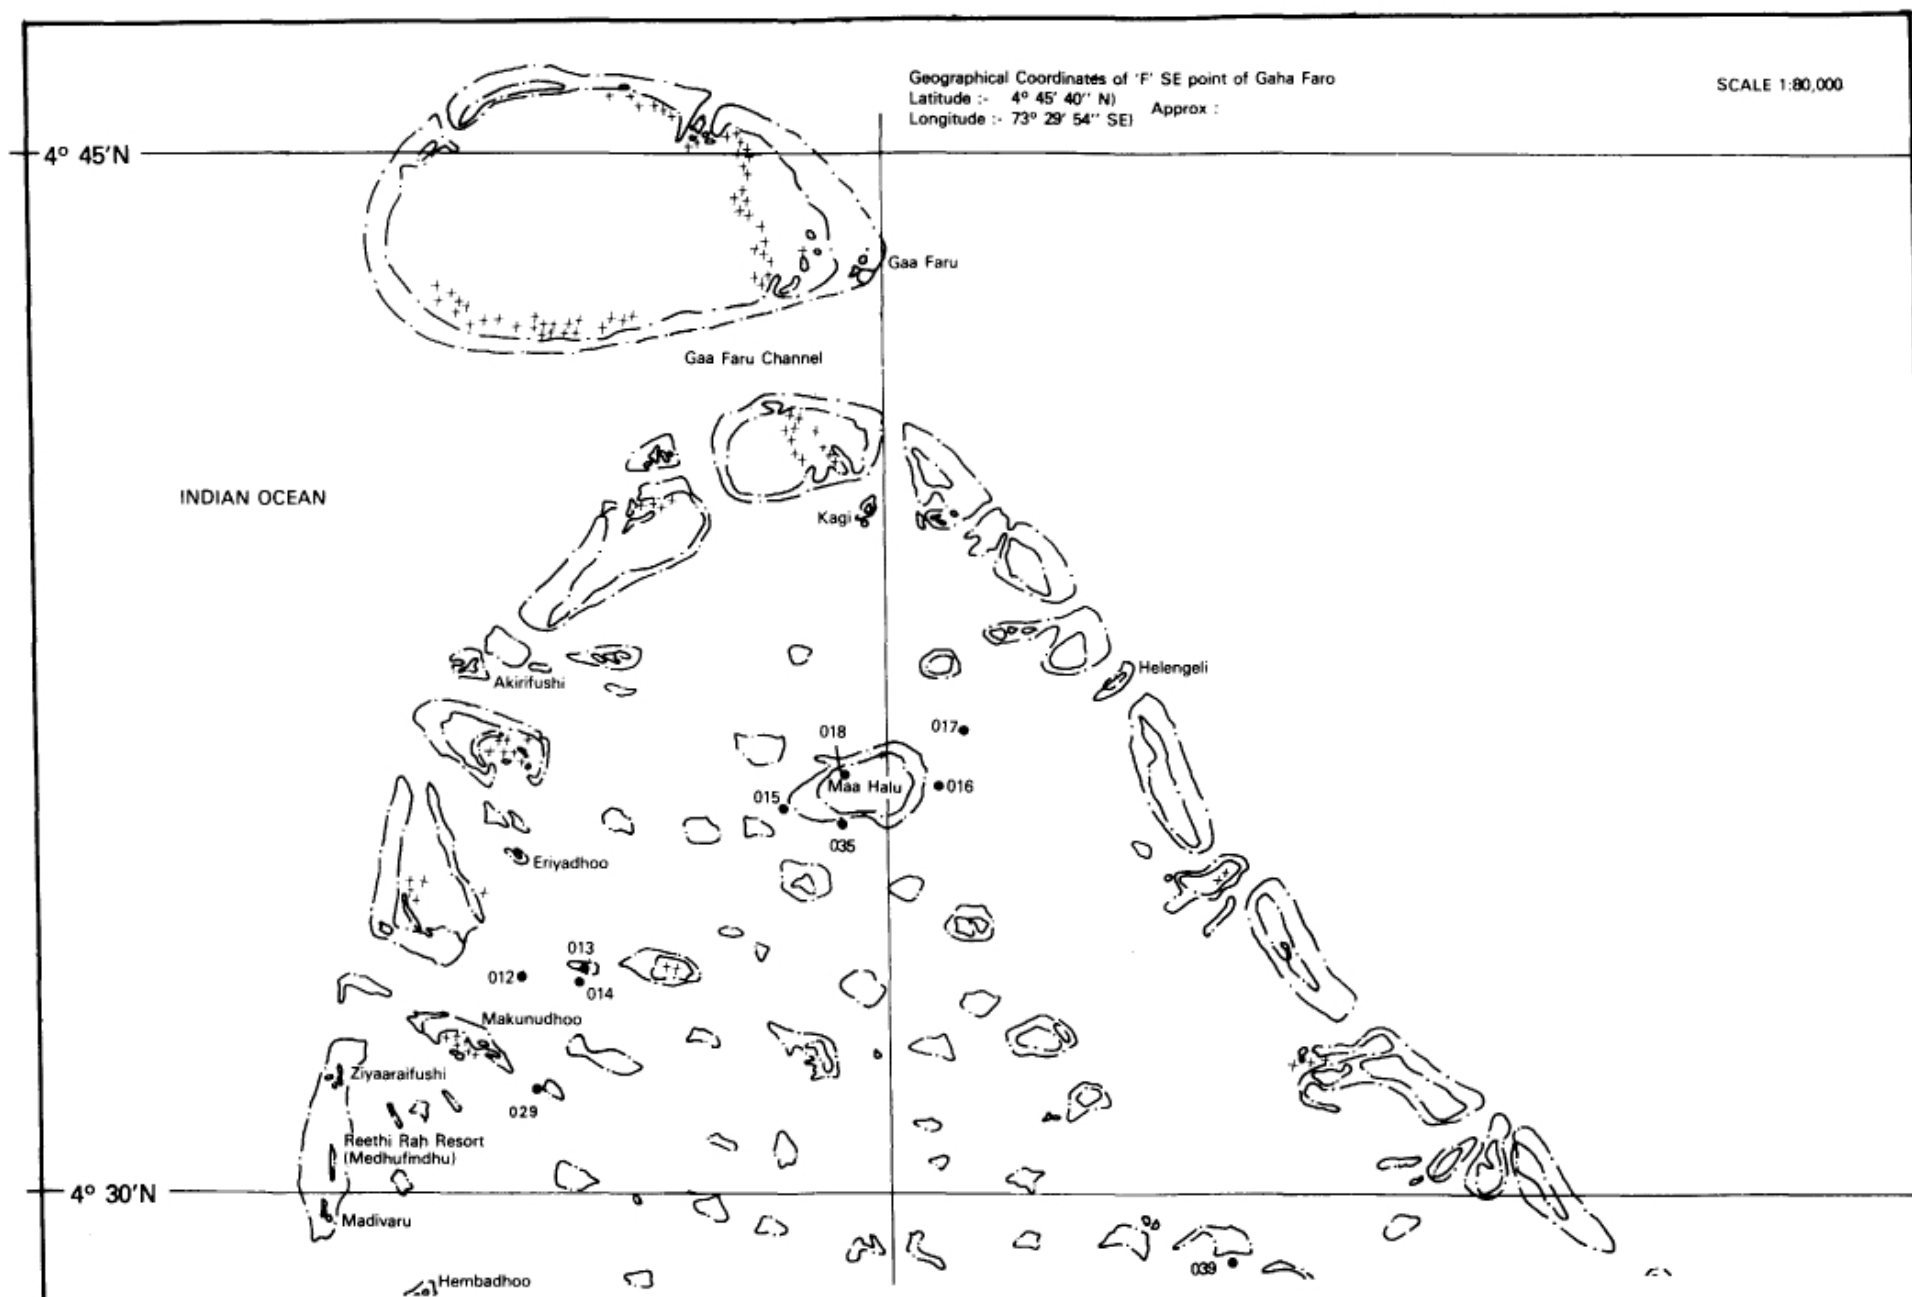 Geographical Coordinates of 'F' SE point of Gaha Faro
Latitude :- 4° 45' 40'' N)
Longitude :- 73° 29' 54'' SE)
Approx :
SCALE 1:80,000
4° 45'N
Gaa Faru
Gaa Faru Channel
INDIAN OCEAN
Kagi
Helengeli
Akirifushi
018
017
Maa Halu
016
015
035
Eriyadhoo
013
012
014
Makunudhoo
Ziyaaraifushi
029
Reethi Rah Resort
(Medhufindhu)
4° 30'N
Madivaru
039
Hembadhoo